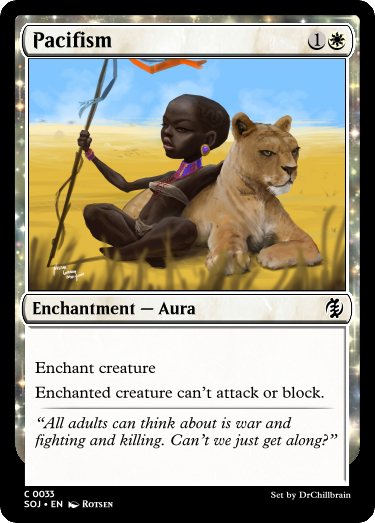 Pacifism 1
Enchantment — Aura
Enchant creature
Enchanted creature can't attack or block.
"All adults can think about is war and
fighting and killing. Can't we just get along?"
C 0033
SOJ • EN Rotsen
Set by DrChillbrain